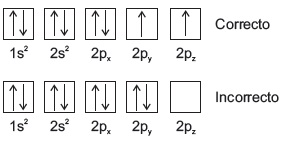 Correcto
1s² 2s² 2pₓ 2pᵧ 2p_z
Incorrecto
1s² 2s² 2pₓ 2pᵧ 2p_z